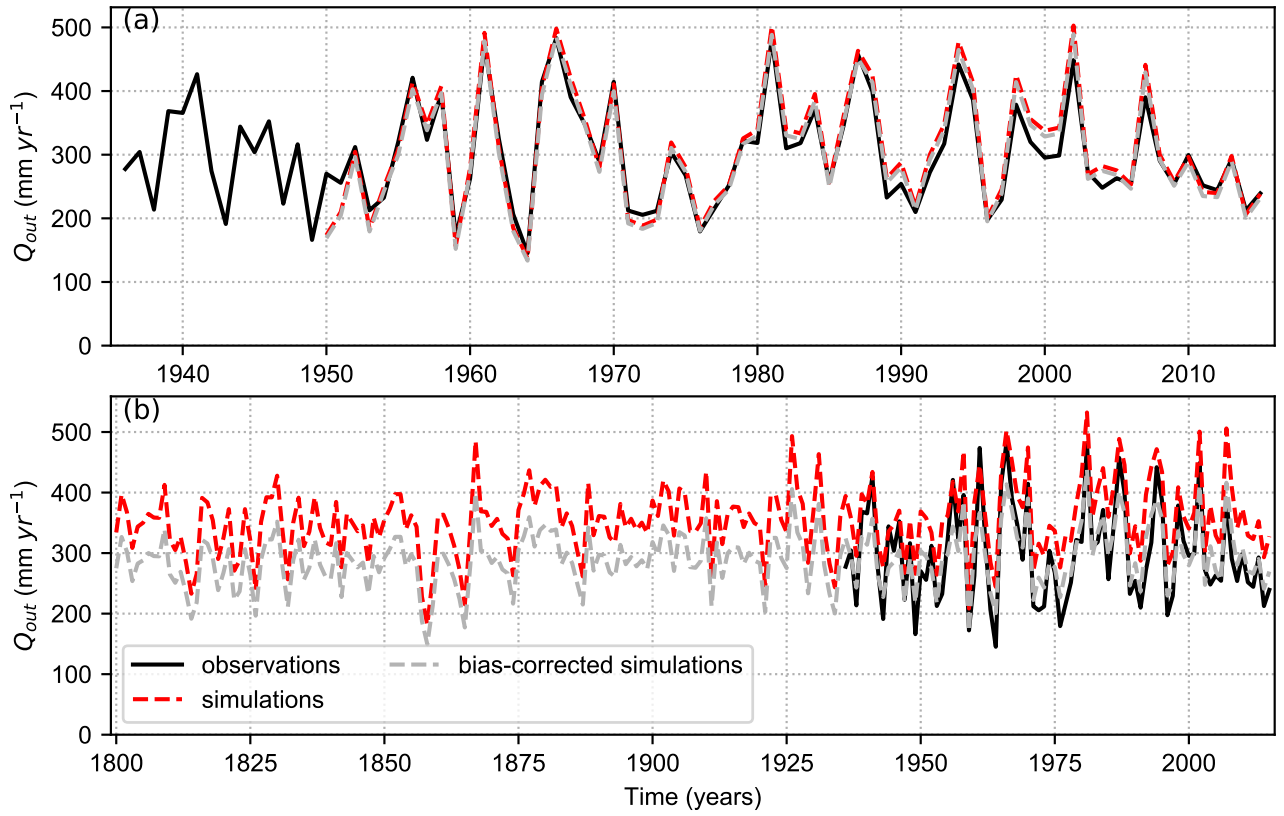 (a)
500
400
300
200
100
0
Q_out (mm yr⁻¹)
1940 1950 1960 1970 1980 1990 2000 2010
(b)
500
400
300
200
100
0
Q_out (mm yr⁻¹)
observations bias-corrected simulations
simulations
1800 1825 1850 1875 1900 1925 1950 1975 2000
Time (years)